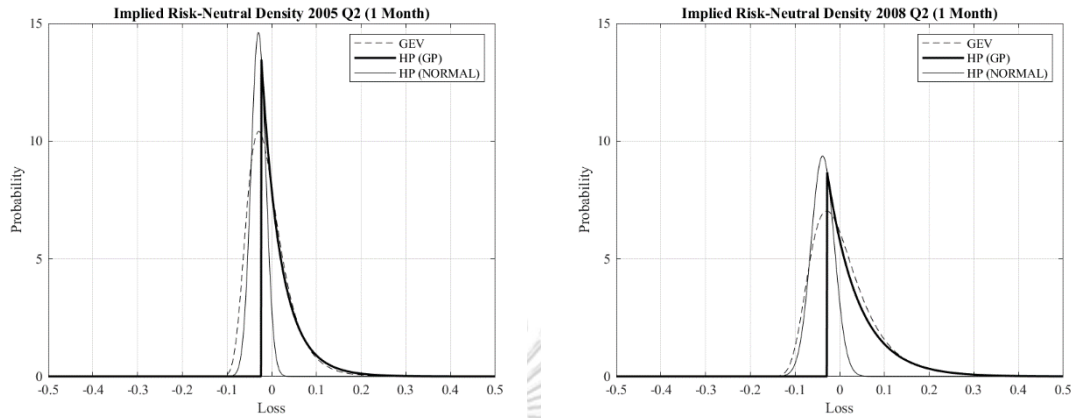 Implied Risk-Neutral Density 2005 Q2 (1 Month)
15
10
5
0
Probability
-0.5 -0.4 -0.3 -0.2 -0.1 0 0.1 0.2 0.3 0.4 0.5
Loss
GEV
HP (GP)
HP (NORMAL)
Implied Risk-Neutral Density 2008 Q2 (1 Month)
15
10
5
0
Probability
-0.5 -0.4 -0.3 -0.2 -0.1 0 0.1 0.2 0.3 0.4 0.5
Loss
GEV
HP (GP)
HP (NORMAL)